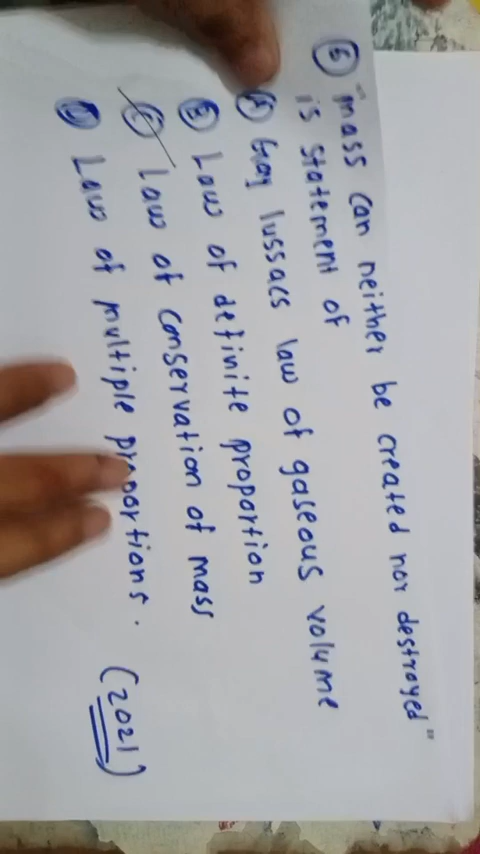 ⑤ "mass can neither be created nor destroyed"
is statement of
Ⓐ Gay lussacs law of gaseous volume
Ⓑ Law of definite proportion
Ⓒ Law of conservation of mass
Ⓓ Law of multiple proportions. (2021)